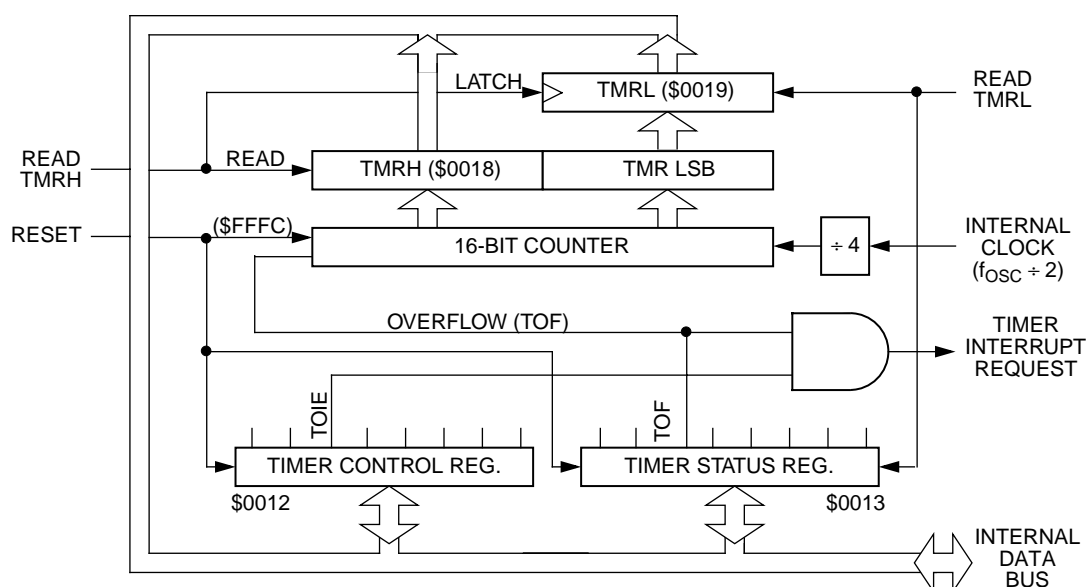 LATCH
TMRL ($0019)
READ
TMRL
READ
TMRH
READ
TMRH ($0018)
TMR LSB
RESET
($FFFC)
16-BIT COUNTER
÷ 4
INTERNAL
CLOCK
(fOSC ÷ 2)
OVERFLOW (TOF)
TIMER
INTERRUPT
REQUEST
TOIE
TOF
TIMER CONTROL REG.
TIMER STATUS REG.
$0012
$0013
INTERNAL
DATA
BUS